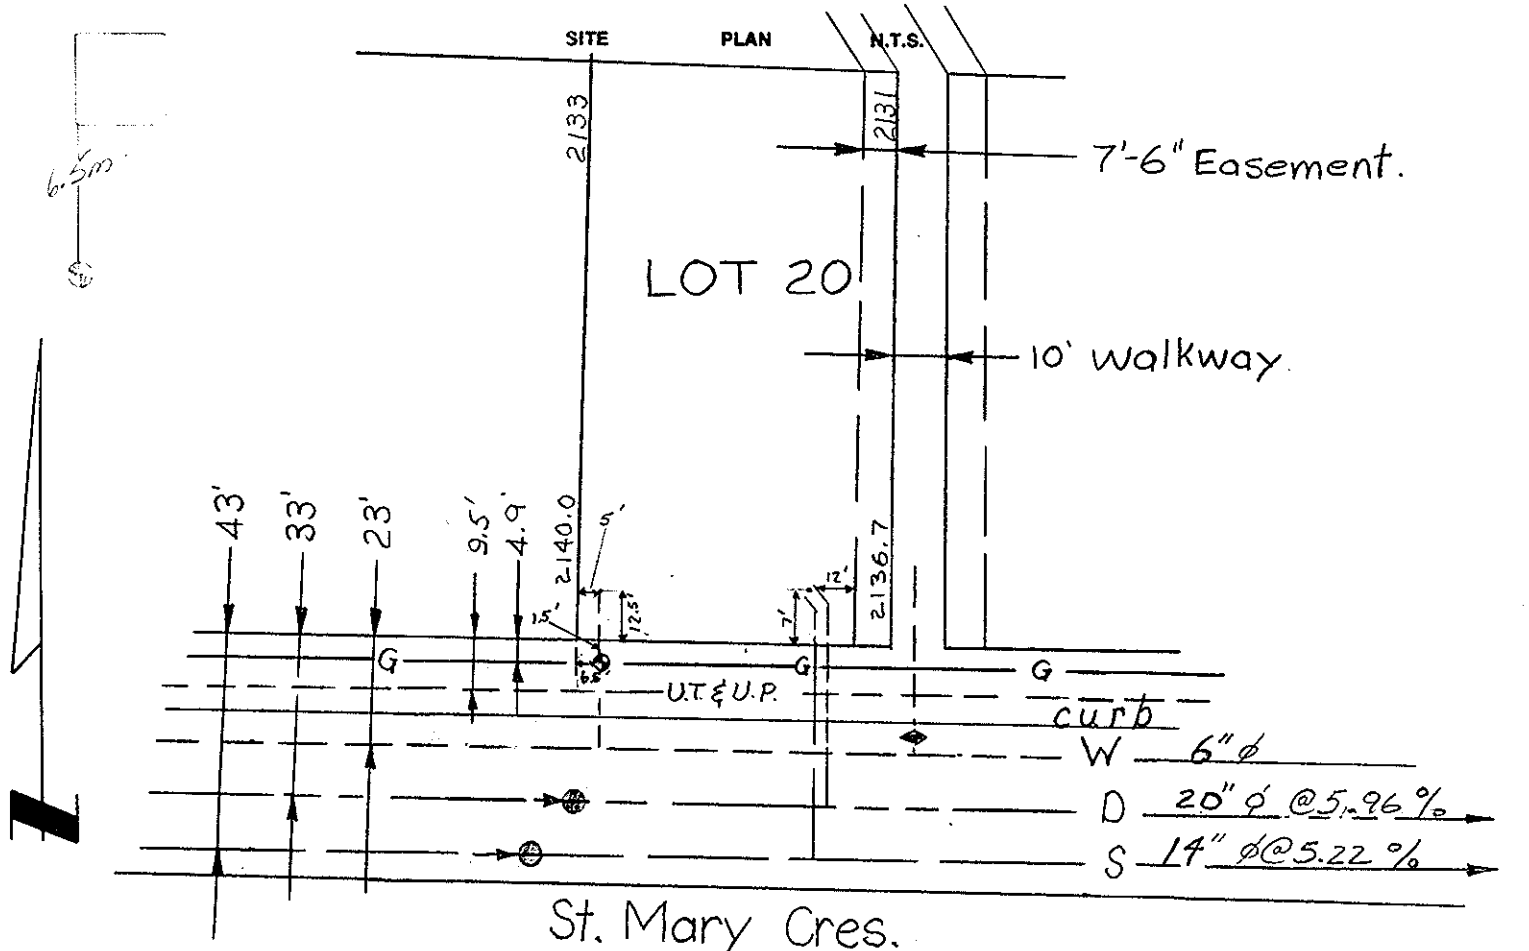 SITE PLAN N.T.S.
2133
2131
6.5m
7'-6" Easement.
LOT 20
10' Walkway.
43'
33'
23'
9.5'
4.9'
2140.0
5'
12.5'
1.5'
6.5'
7'
12'
2136.7
G
G
G
U.T. & U.P.
curb
W 6" ϕ
D 20" ϕ @ 5.96 %
S 14" ϕ @ 5.22 %
St. Mary Cres.